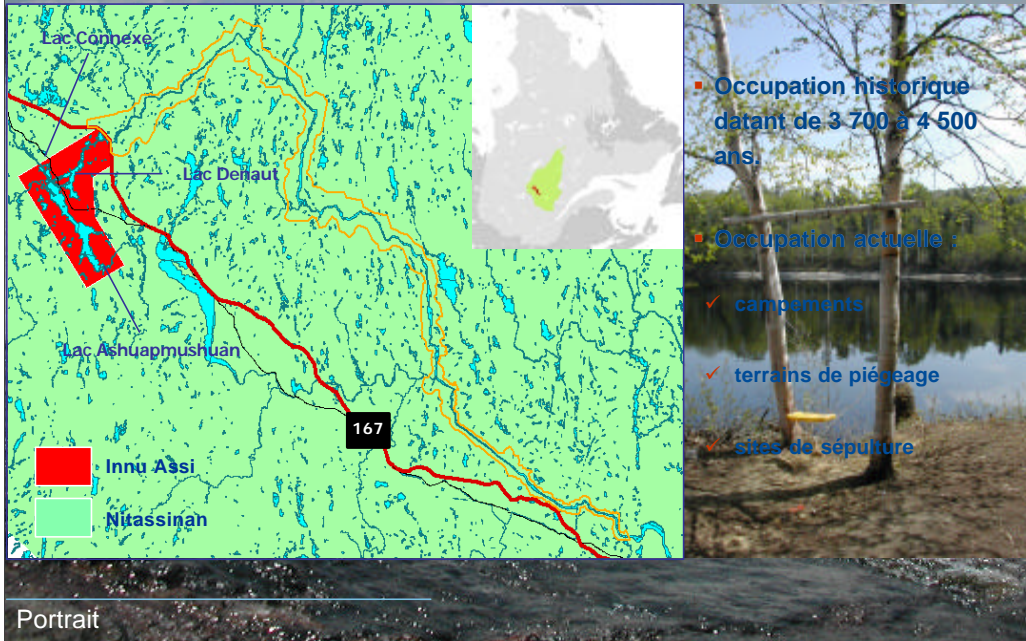 Lac Connexe
Lac Denaut
Lac Ashuapmushuan
167
Innu Assi
Nitassinan
Occupation historique
datant de 3 700 à 4 500
ans.
Occupation actuelle :
campements
terrains de piégeage
sites de sépulture
Portrait